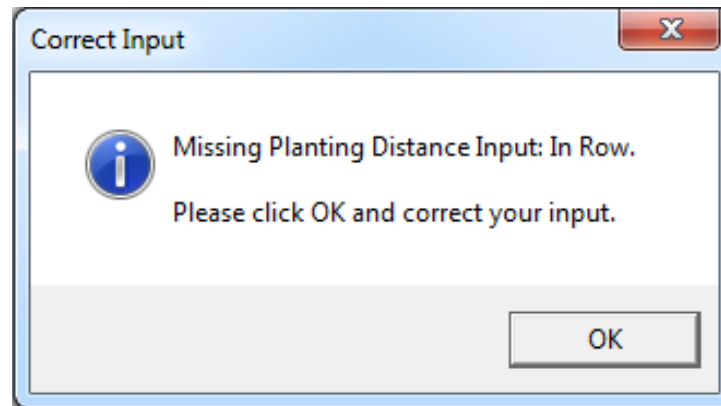 Correct Input
Missing Planting Distance Input: In Row.
Please click OK and correct your input.
OK